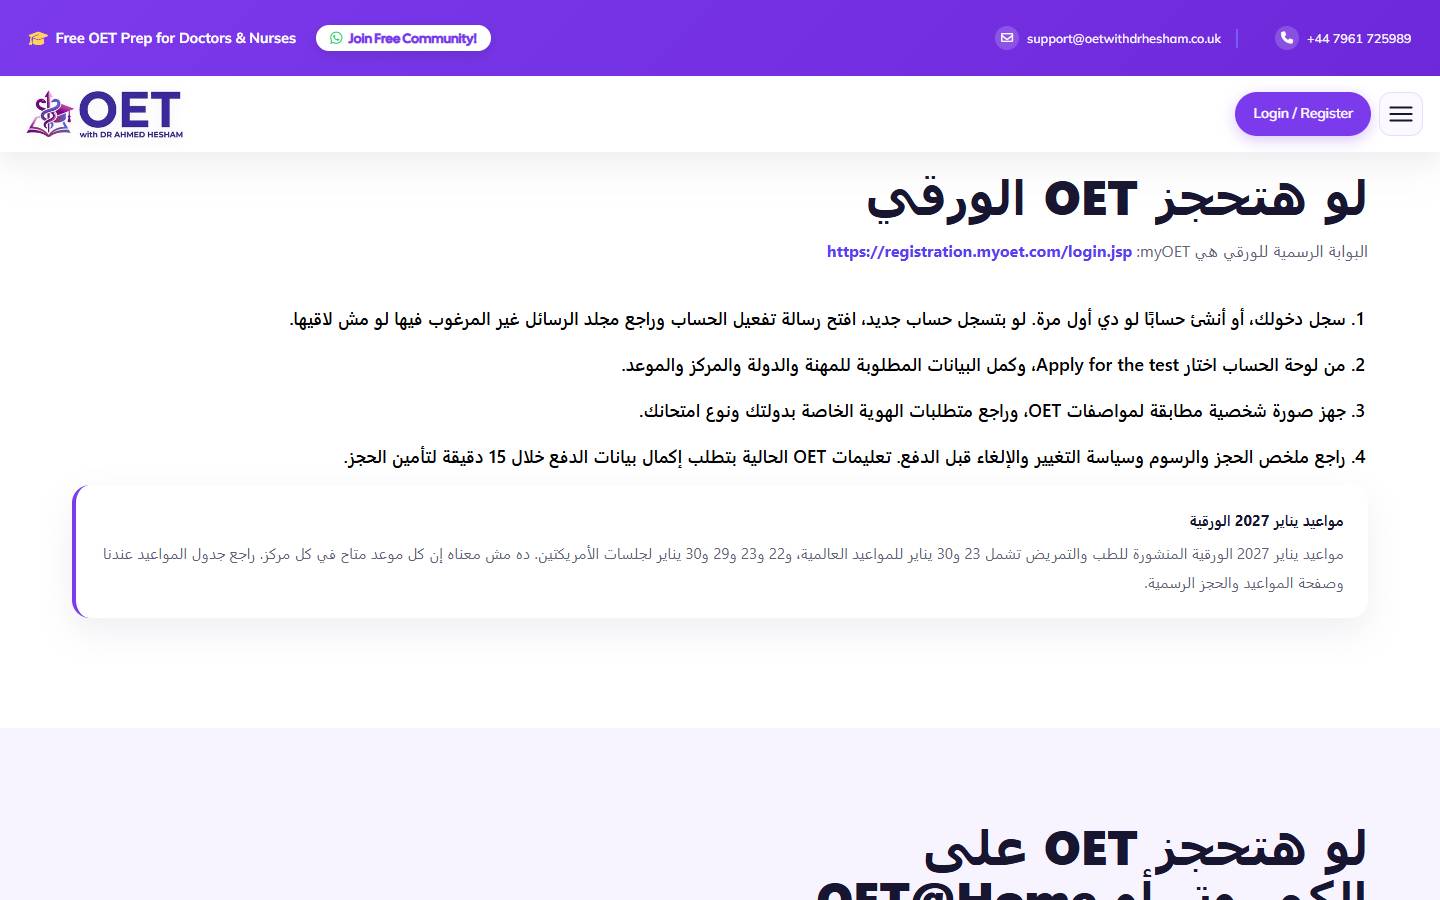 Free OET Prep for Doctors & Nurses
Join Free Community!
support@oetwithdrhesham.co.uk
+44 7961 725989
OET
with DR AHMED HESHAM
Login / Register
لو هتحجز OET الورقي
البوابة الرسمية للورقي هي myOET: https://registration.myoet.com/login.jsp
1. سجل دخولك، أو أنشئ حسابًا لو دي أول مرة. لو بتسجل حساب جديد، افتح رسالة تفعيل الحساب وراجع مجلد الرسائل غير المرغوب فيها لو مش لاقيها.
2. من لوحة الحساب اختار Apply for the test، وكمل البيانات المطلوبة للمهنة والدولة والمركز والموعد.
3. جهز صورة شخصية مطابقة لمواصفات OET، وراجع متطلبات الهوية الخاصة بدولتك ونوع امتحانك.
4. راجع ملخص الحجز والرسوم وسياسة التغيير والإلغاء قبل الدفع. تعليمات OET الحالية بتطلب إكمال بيانات الدفع خلال 15 دقيقة لتأمين الحجز.
مواعيد يناير 2027 الورقية
مواعيد يناير 2027 الورقية المنشورة للطب والتمريض تشمل 23 و30 يناير للمواعيد العالمية، و22 و23 و29 و30 يناير لجلسات الأمريكتين. ده مش معناه إن كل موعد متاح في كل مركز. راجع جدول المواعيد عندنا
وصفحة المواعيد والحجز الرسمية.
لو هتحجز OET على
الكمبيوتر أو OET@Home